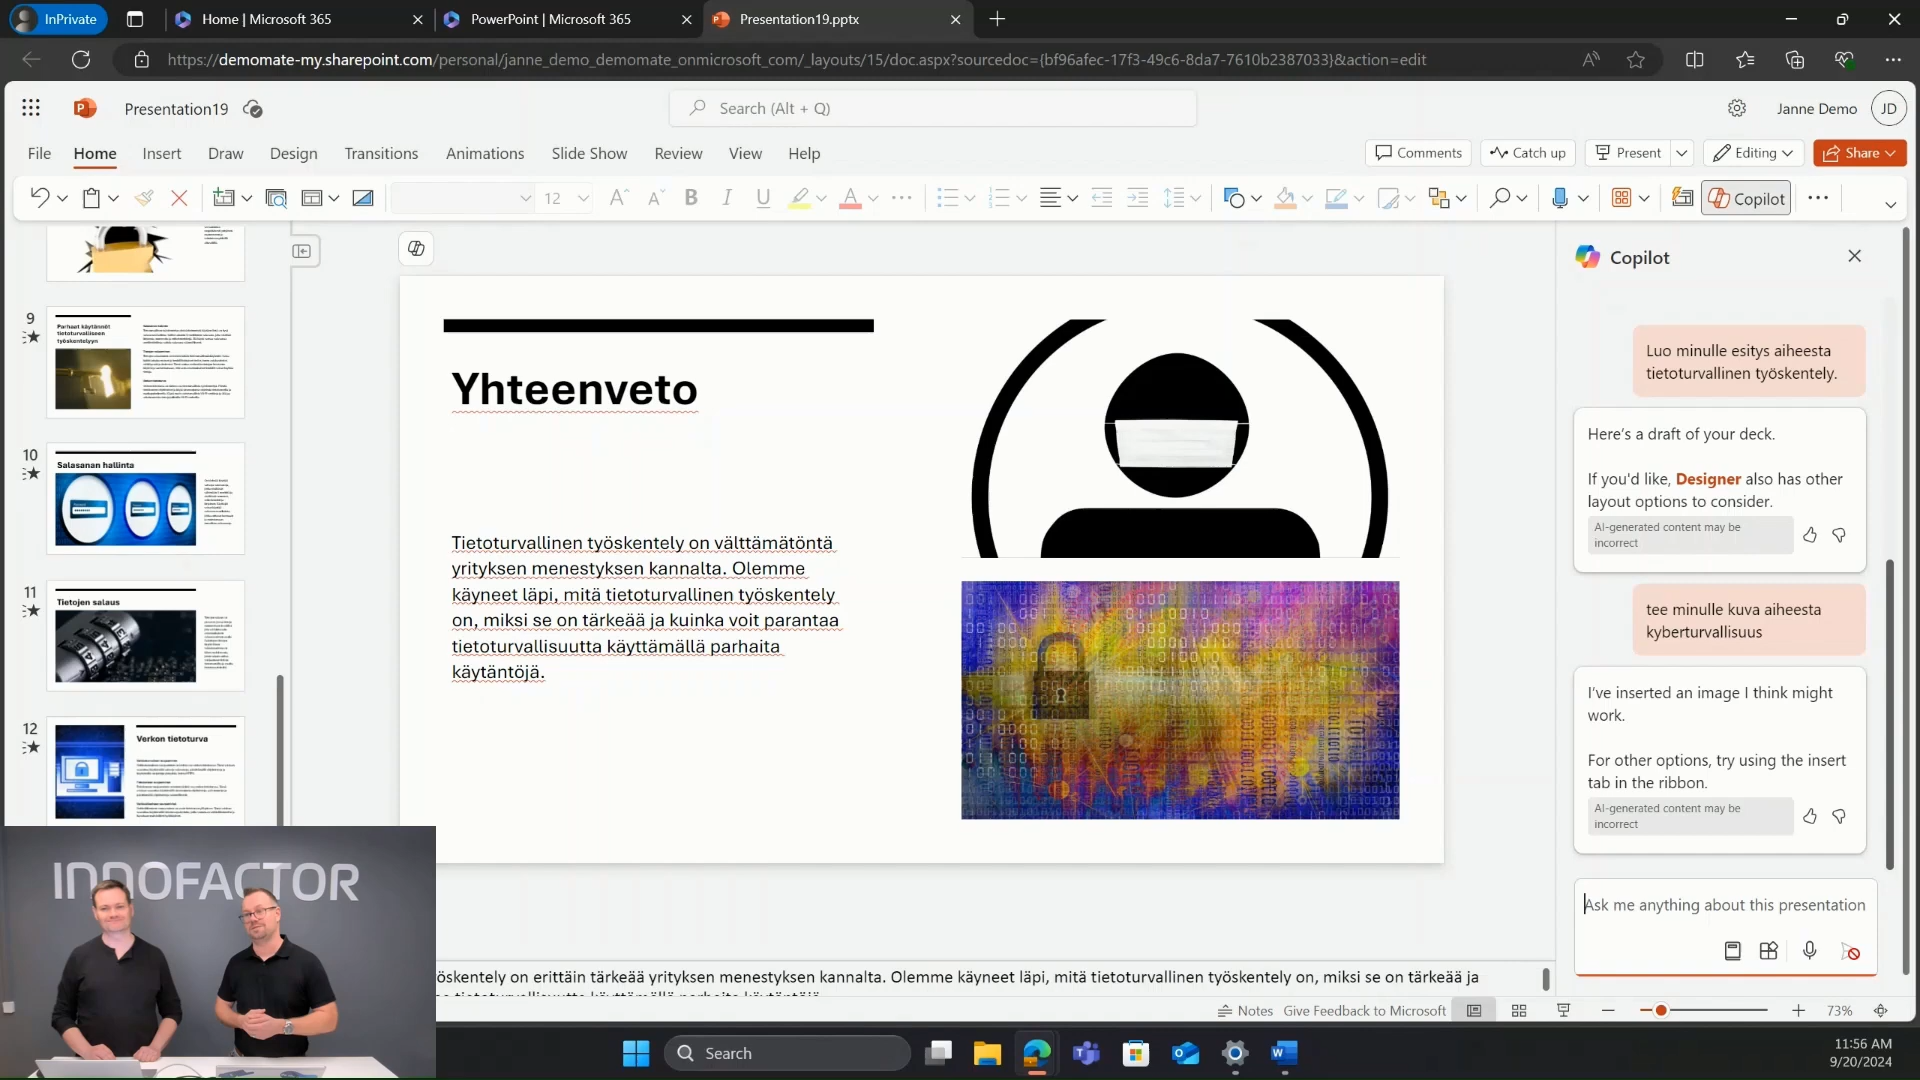 InPrivate
Home | Microsoft 365
PowerPoint | Microsoft 365
Presentation19.pptx
https://demomate-my.sharepoint.com/personal/janne_demo_demomate_onmicrosoft_com/_layouts/15/doc.aspx?sourcedoc={bf96afec-17f3-49c6-8da7-7610b2387033}&action=edit
Presentation19
Search (Alt + Q)
Janne Demo
JD
File
Home
Insert
Draw
Design
Transitions
Animations
Slide Show
Review
View
Help
Comments
Catch up
Present
Editing
Share
12
Copilot
9
Parhaat käytännöt
tietoturvalliseen
työskentelyyn
10
Salasanan hallinta
11
Tietojen salaus
12
Verkon tietoturva
Yhteenveto
Tietoturvallinen työskentely on välttämätöntä
yrityksen menestyksen kannalta. Olemme
käyneet läpi, mitä tietoturvallinen työskentely
on, miksi se on tärkeää ja kuinka voit parantaa
tietoturvallisuutta käyttämällä parhaita
käytäntöjä.
Copilot
Luo minulle esitys aiheesta
tietoturvallinen työskentely.
Here's a draft of your deck.
If you'd like, Designer also has other
layout options to consider.
AI-generated content may be
incorrect
tee minulle kuva aiheesta
kyberturvallisuus
I've inserted an image I think might
work.
For other options, try using the insert
tab in the ribbon.
AI-generated content may be
incorrect
Ask me anything about this presentation
öskentely on erittäin tärkeää yrityksen menestyksen kannalta. Olemme käyneet läpi, mitä tietoturvallinen työskentely on, miksi se on tärkeää ja
INNOFACTOR
Notes
Give Feedback to Microsoft
73%
Search
11:56 AM
9/20/2024